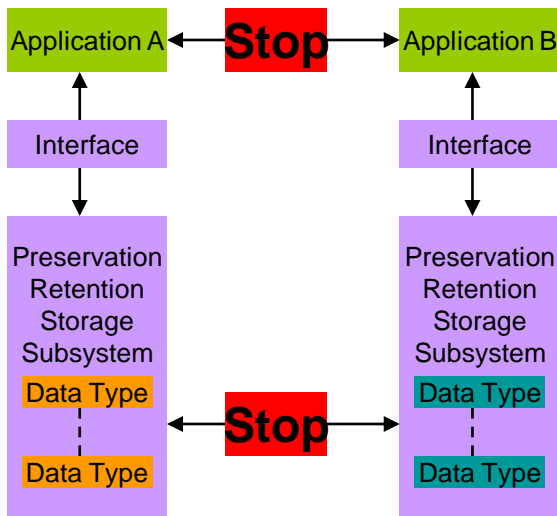 Application A
Stop
Application B
Interface
Interface
Preservation
Retention
Storage
Subsystem
Data Type
Data Type
Preservation
Retention
Storage
Subsystem
Data Type
Data Type
Stop